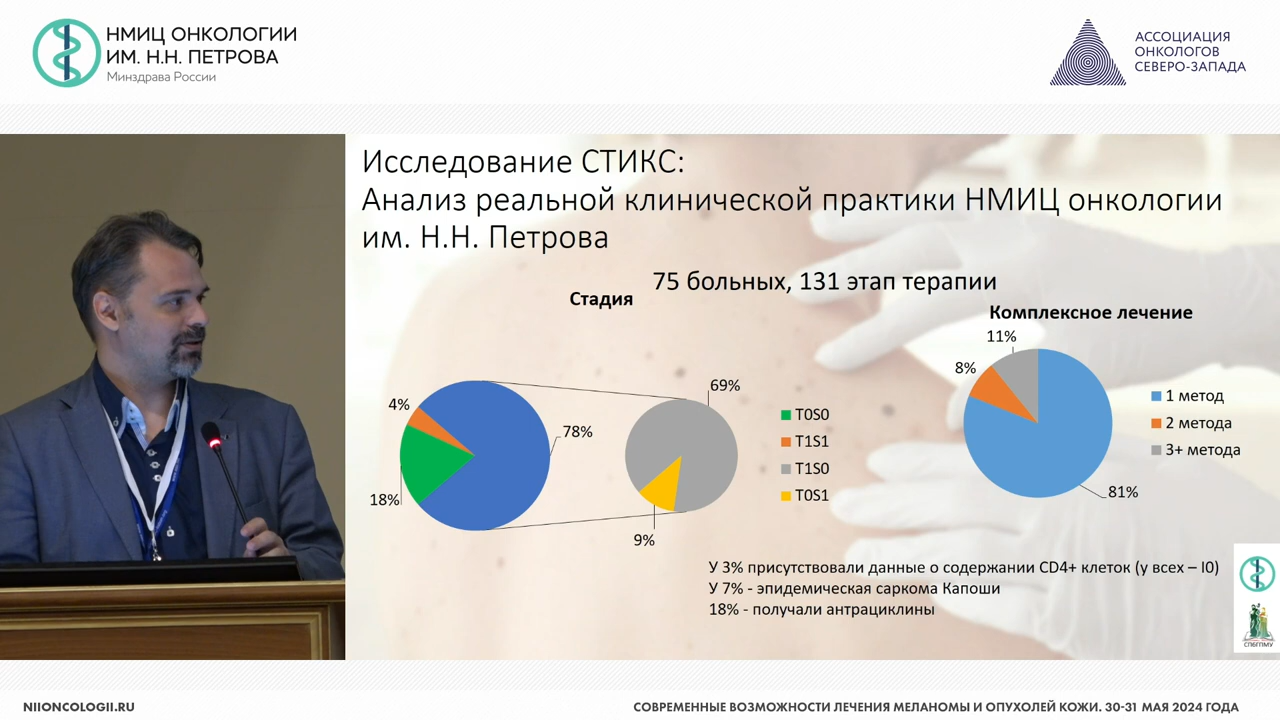 НМИЦ ОНКОЛОГИИ
ИМ. Н.Н. ПЕТРОВА
Минздрава России
АССОЦИАЦИЯ
ОНКОЛОГОВ
СЕВЕРО-ЗАПАДА
Исследование СТИКС:
Анализ реальной клинической практики НМИЦ онкологии
им. Н.Н. Петрова
75 больных, 131 этап терапии
Стадия
4%
18%
78%
69%
9%
T0S0
T1S1
T1S0
T0S1
Комплексное лечение
11%
8%
81%
1 метод
2 метода
3+ метода
У 3% присутствовали данные о содержании CD4+ клеток (у всех – I0)
У 7% - эпидемическая саркома Капоши
18% - получали антрациклины
СПбГПМУ
NIIONCOLOGII.RU
СОВРЕМЕННЫЕ ВОЗМОЖНОСТИ ЛЕЧЕНИЯ МЕЛАНОМЫ И ОПУХОЛЕЙ КОЖИ. 30-31 МАЯ 2024 ГОДА